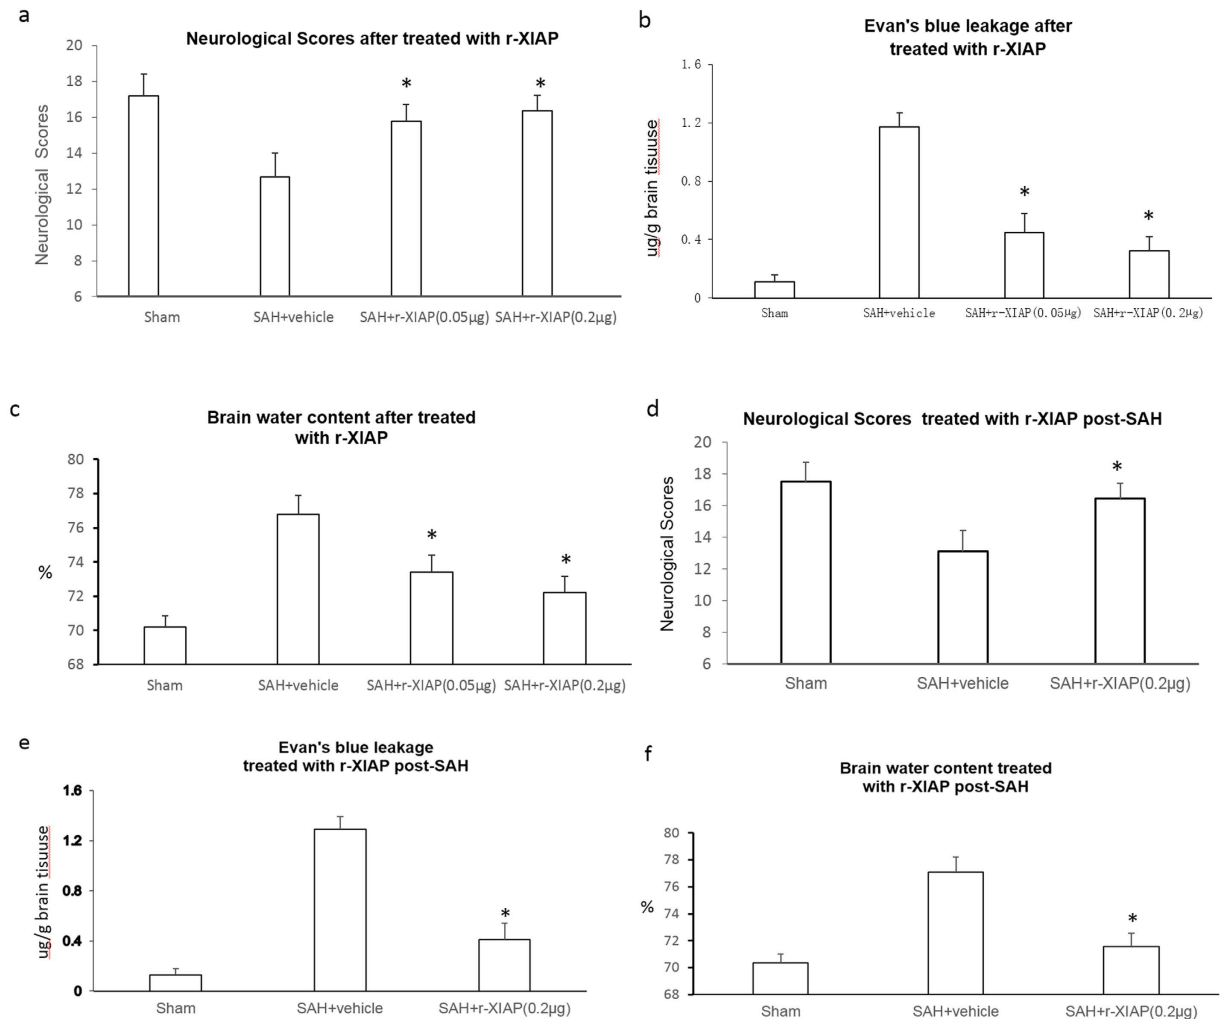 a
Neurological Scores after treated with r-XIAP
20
18
16
14
12
10
8
6
Neurological Scores
*
*
Sham
SAH+vehicle
SAH+r-XIAP(0.05µg)
SAH+r-XIAP(0.2µg)
b
Evan's blue leakage after
treated with r-XIAP
1.6
1.2
0.8
0.4
0
ug/g brain tisuuse
*
*
Sham
SAH+vehicle
SAH+r-XIAP(0.05µg)
SAH+r-XIAP(0.2µg)
c
Brain water content after treated
with r-XIAP
80
78
76
74
72
70
68
%
*
*
Sham
SAH+vehicle
SAH+r-XIAP(0.05µg)
SAH+r-XIAP(0.2µg)
d
Neurological Scores treated with r-XIAP post-SAH
20
18
16
14
12
10
8
6
Neurological Scores
*
Sham
SAH+vehicle
SAH+r-XIAP(0.2µg)
e
Evan's blue leakage
treated with r-XIAP post-SAH
1.6
1.2
0.8
0.4
0
ug/g brain tisuuse
*
Sham
SAH+vehicle
SAH+r-XIAP(0.2µg)
f
Brain water content treated
with r-XIAP post-SAH
80
78
76
74
72
70
68
%
*
Sham
SAH+vehicle
SAH+r-XIAP(0.2µg)